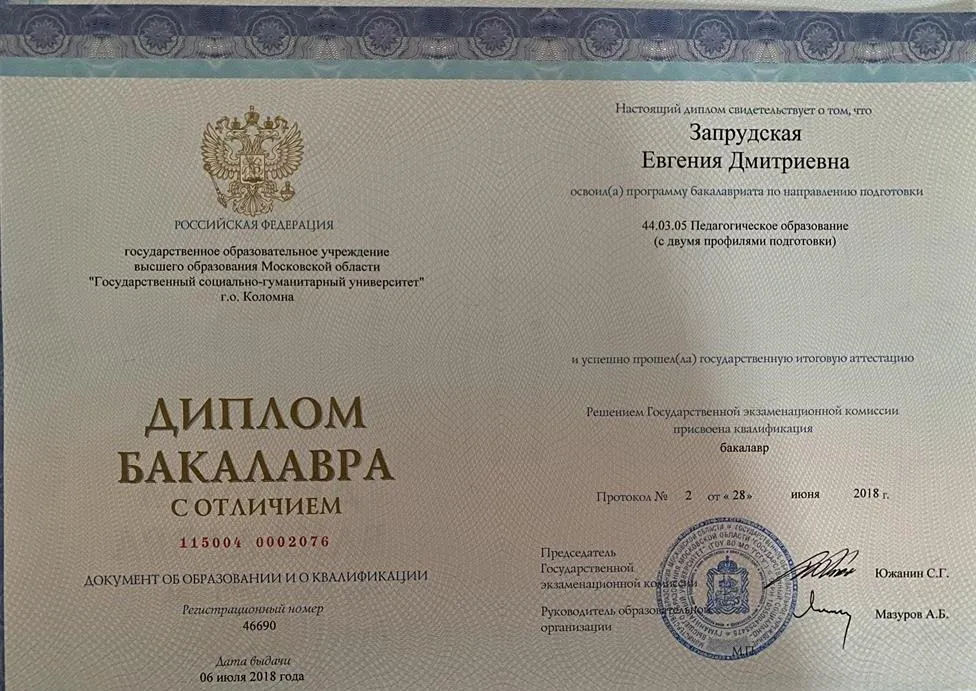 РОССИЙСКАЯ ФЕДЕРАЦИЯ
государственное образовательное учреждение
высшего образования Московской области
"Государственный социально-гуманитарный университет"
г.о. Коломна
ДИПЛОМ
БАКАЛАВРА
С ОТЛИЧИЕМ
115004 0002076
ДОКУМЕНТ ОБ ОБРАЗОВАНИИ И О КВАЛИФИКАЦИИ
Регистрационный номер
46690
Дата выдачи
06 июля 2018 года
Настоящий диплом свидетельствует о том, что
Запрудская
Евгения Дмитриевна
освоил(а) программу бакалавриата по направлению подготовки
44.03.05 Педагогическое образование
(с двумя профилями подготовки)
и успешно прошел(ла) государственную итоговую аттестацию
Решением Государственной экзаменационной комиссии
присвоена квалификация
бакалавр
Протокол № 2 от « 28» июня 2018 г.
Председатель
Государственной
экзаменационной комиссии
Южанин С.Г.
Руководитель образовательной
организации
Мазуров А.Б.
М.П.